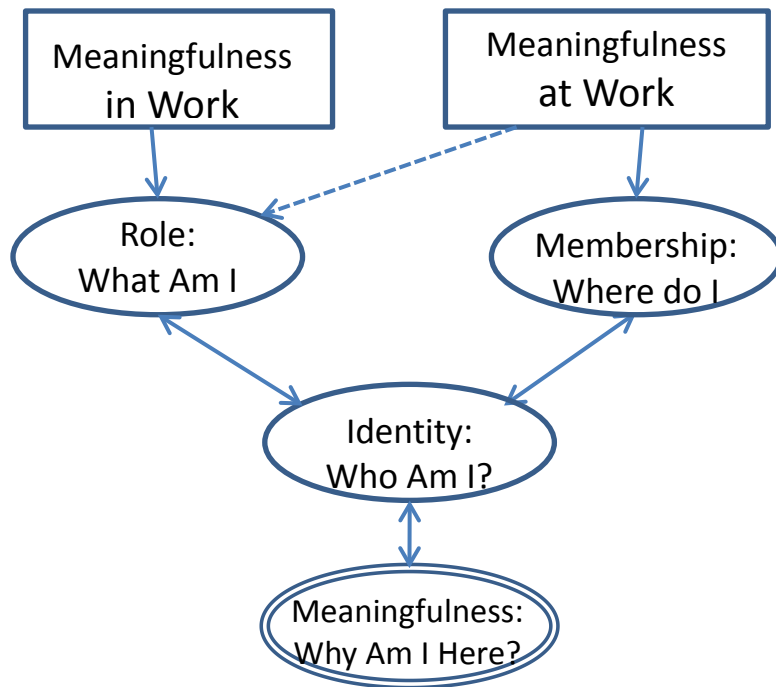 Meaningfulness
in Work
Meaningfulness
at Work
Role:
What Am I
Membership:
Where do I
Identity:
Who Am I?
Meaningfulness:
Why Am I Here?